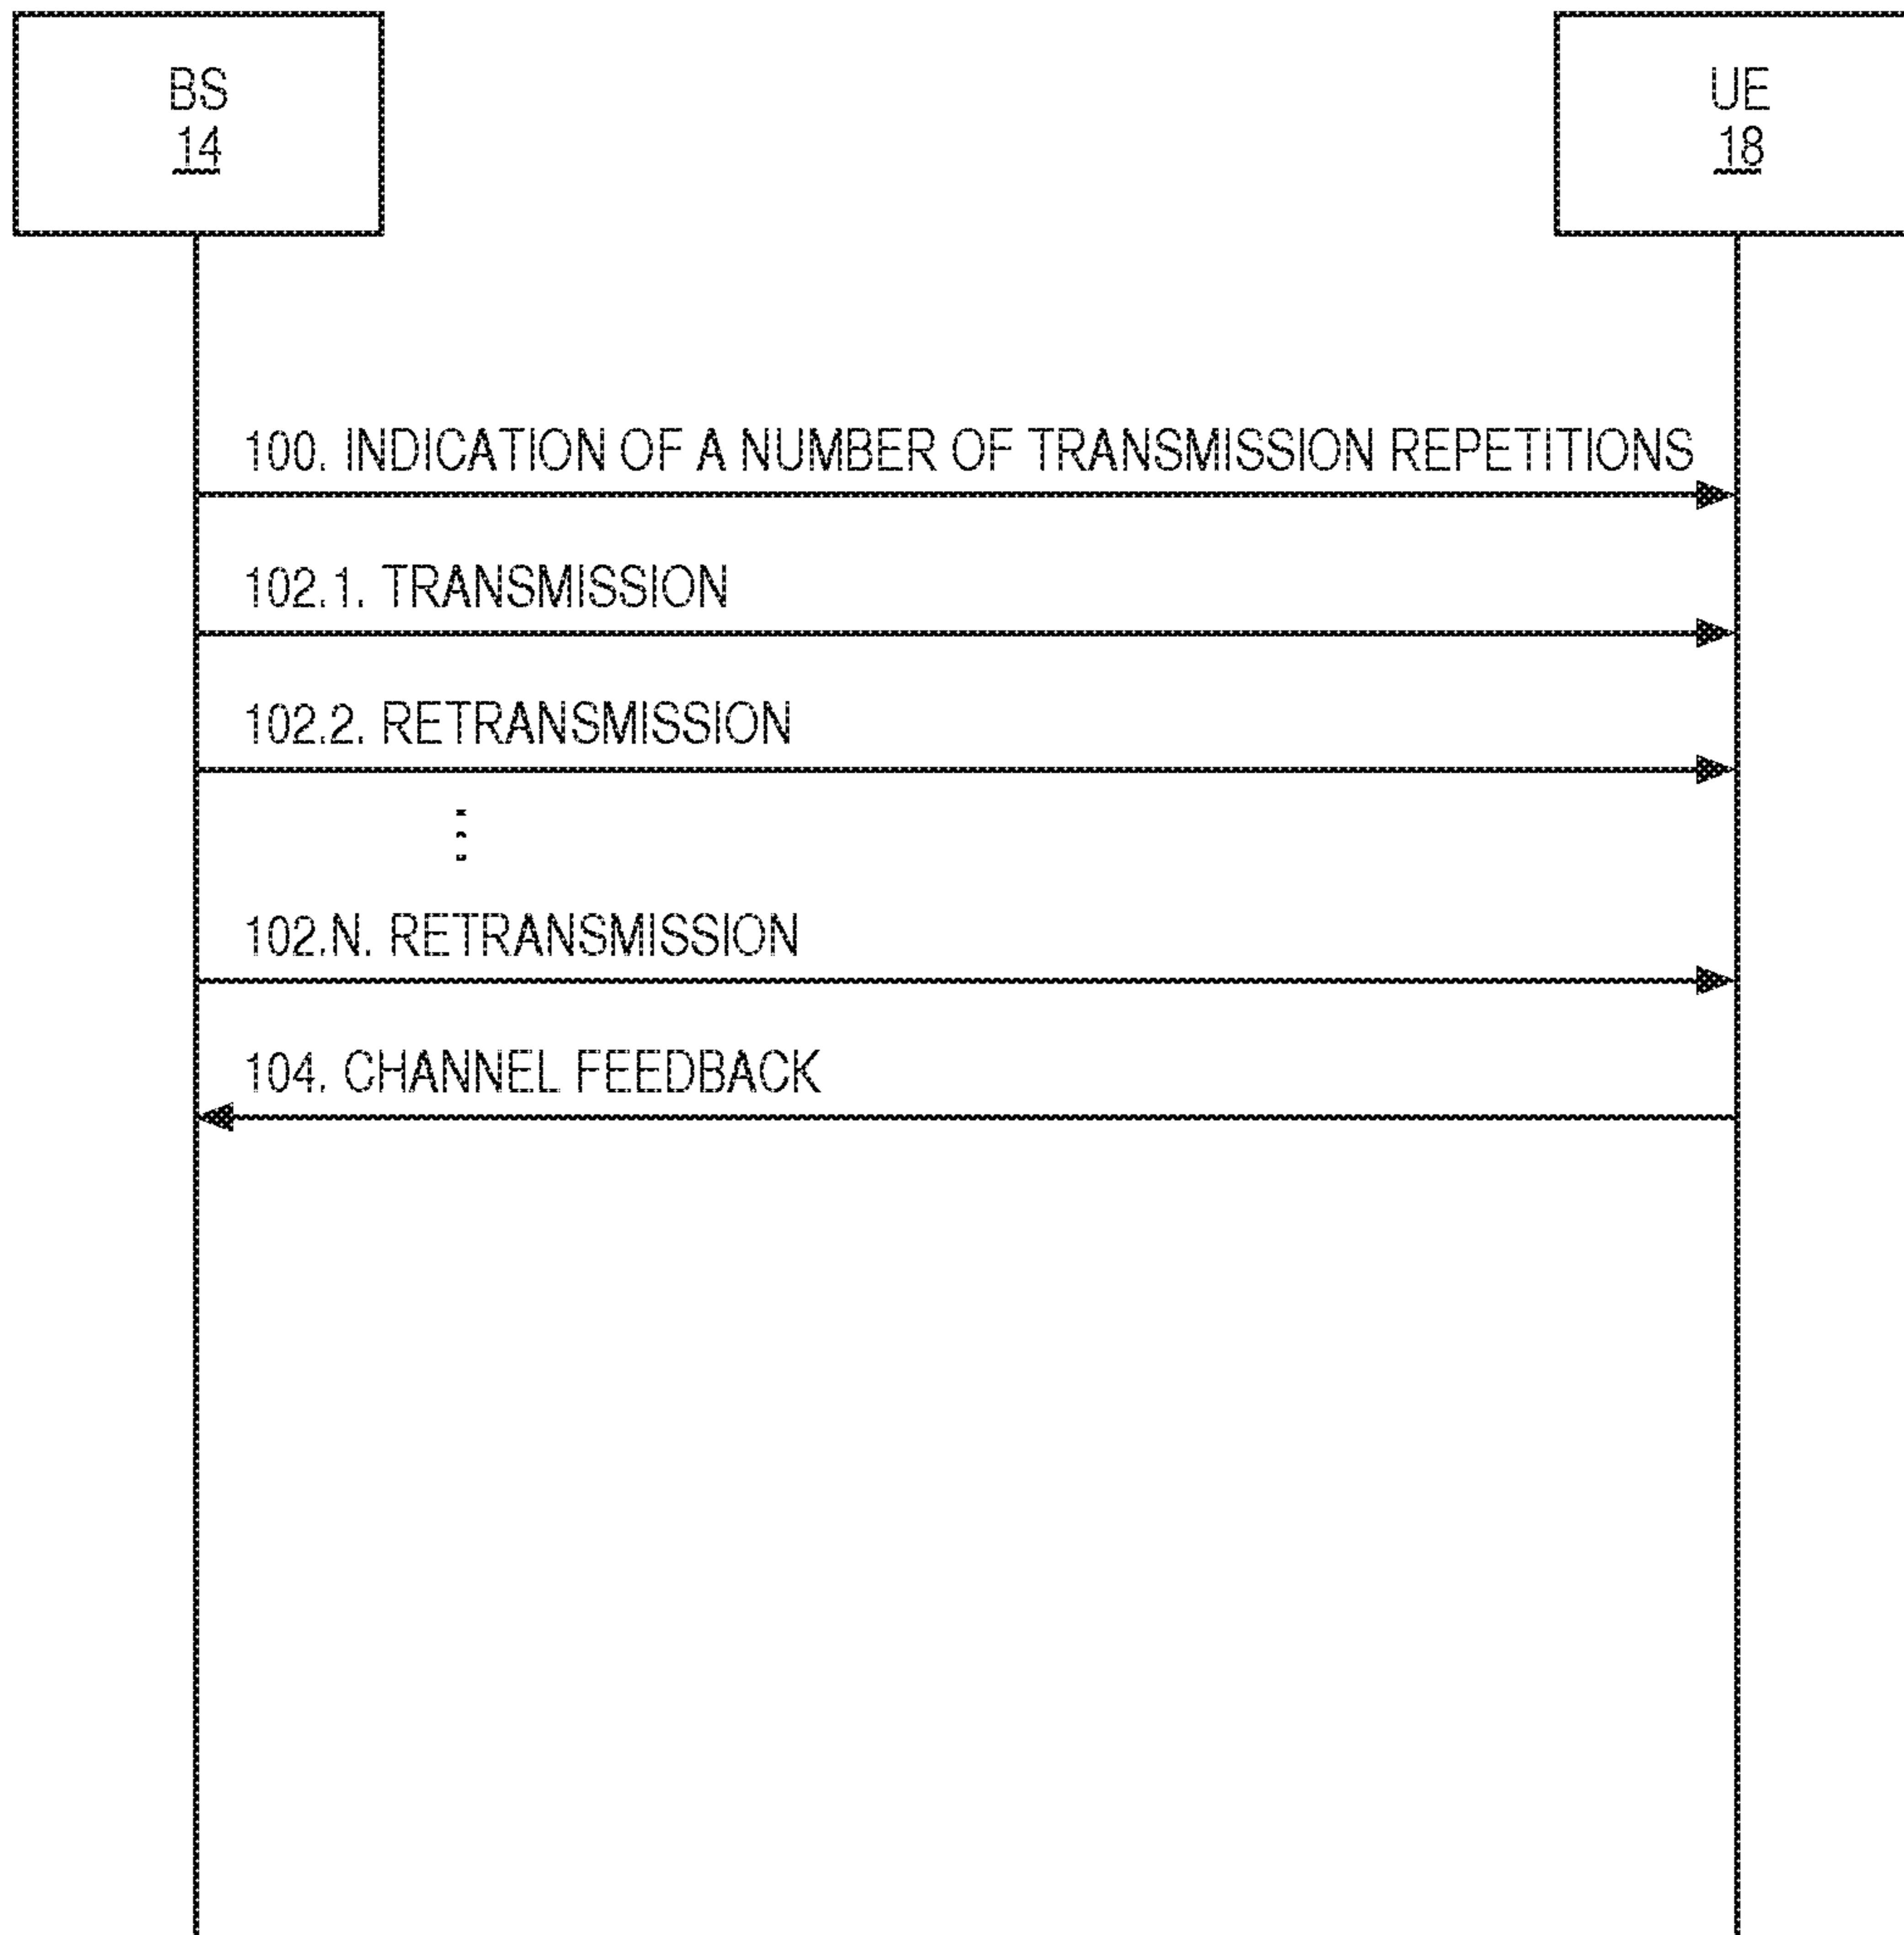 BS
14
UE
18
100. INDICATION OF A NUMBER OF TRANSMISSION REPETITIONS
102.1. TRANSMISSION
102.2. RETRANSMISSION
102.N. RETRANSMISSION
104. CHANNEL FEEDBACK